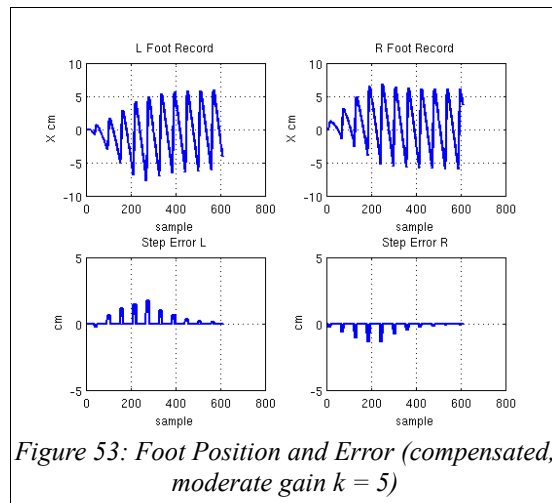 L Foot Record
R Foot Record
10
5
0
-5
-10
X cm
0 200 400 600 800
sample
10
5
0
-5
-10
X cm
0 200 400 600 800
sample
Step Error L
Step Error R
5
0
-5
cm
0 200 400 600 800
sample
5
0
-5
cm
0 200 400 600 800
sample
Figure 53: Foot Position and Error (compensated,
moderate gain k = 5)